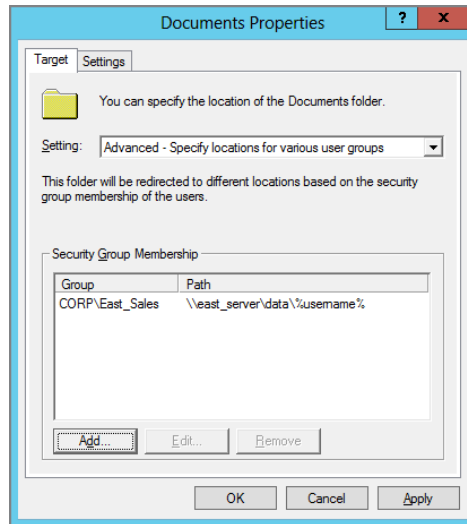 Documents Properties
?
x
Target
Settings
You can specify the location of the Documents folder.
Setting:
Advanced - Specify locations for various user groups
This folder will be redirected to different locations based on the security
group membership of the users.
Security Group Membership
Group
Path
CORP\East_Sales
\\east_server\data\%username%
Add...
Edit...
Remove
OK
Cancel
Apply